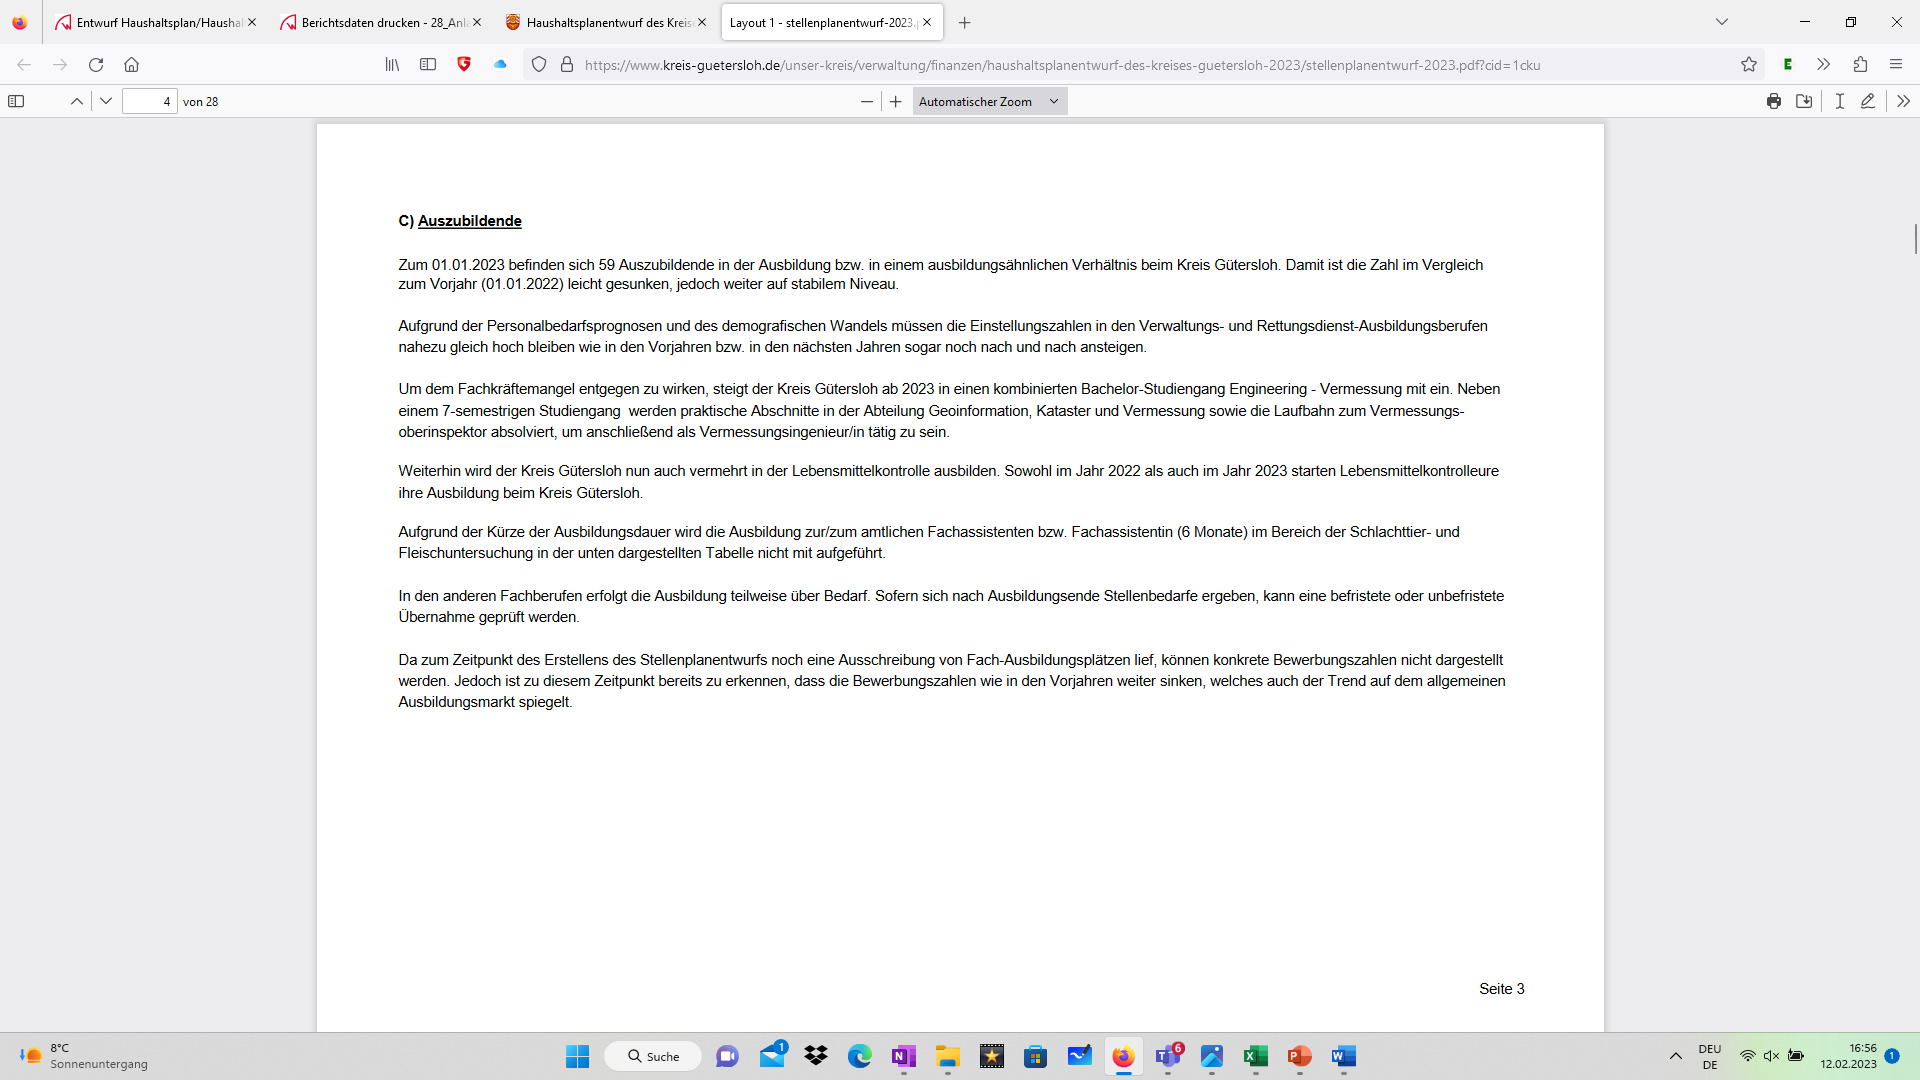 Entwurf Haushaltsplan/Haushal
Berichtsdaten drucken - 28_Anla
Haushaltsplanentwurf des Kreise
Layout 1 - stellenplanentwurf-2023.p
https://www.kreis-guetersloh.de/unser-kreis/verwaltung/finanzen/haushaltsplanentwurf-des-kreises-guetersloh-2023/stellenplanentwurf-2023.pdf?cid=1cku
4 von 28
Automatischer Zoom
C) Auszubildende
Zum 01.01.2023 befinden sich 59 Auszubildende in der Ausbildung bzw. in einem ausbildungsähnlichen Verhältnis beim Kreis Gütersloh. Damit ist die Zahl im Vergleich
zum Vorjahr (01.01.2022) leicht gesunken, jedoch weiter auf stabilem Niveau.
Aufgrund der Personalbedarfsprognosen und des demografischen Wandels müssen die Einstellungszahlen in den Verwaltungs- und Rettungsdienst-Ausbildungsberufen
nahezu gleich hoch bleiben wie in den Vorjahren bzw. in den nächsten Jahren sogar noch nach und nach ansteigen.
Um dem Fachkräftemangel entgegen zu wirken, steigt der Kreis Gütersloh ab 2023 in einen kombinierten Bachelor-Studiengang Engineering - Vermessung mit ein. Neben
einem 7-semestrigen Studiengang werden praktische Abschnitte in der Abteilung Geoinformation, Kataster und Vermessung sowie die Laufbahn zum Vermessungs-
oberinspektor absolviert, um anschließend als Vermessungsingenieur/in tätig zu sein.
Weiterhin wird der Kreis Gütersloh nun auch vermehrt in der Lebensmittelkontrolle ausbilden. Sowohl im Jahr 2022 als auch im Jahr 2023 starten Lebensmittelkontrolleure
ihre Ausbildung beim Kreis Gütersloh.
Aufgrund der Kürze der Ausbildungsdauer wird die Ausbildung zur/zum amtlichen Fachassistenten bzw. Fachassistentin (6 Monate) im Bereich der Schlachttier- und
Fleischuntersuchung in der unten dargestellten Tabelle nicht mit aufgeführt.
In den anderen Fachberufen erfolgt die Ausbildung teilweise über Bedarf. Sofern sich nach Ausbildungsende Stellenbedarfe ergeben, kann eine befristete oder unbefristete
Übernahme geprüft werden.
Da zum Zeitpunkt des Erstellens des Stellenplanentwurfs noch eine Ausschreibung von Fach-Ausbildungsplätzen lief, können konkrete Bewerbungszahlen nicht dargestellt
werden. Jedoch ist zu diesem Zeitpunkt bereits zu erkennen, dass die Bewerbungszahlen wie in den Vorjahren weiter sinken, welches auch der Trend auf dem allgemeinen
Ausbildungsmarkt spiegelt.
Seite 3
8°C
Sonnenuntergang
Suche
1
6
DEU
DE
16:56
12.02.2023
1